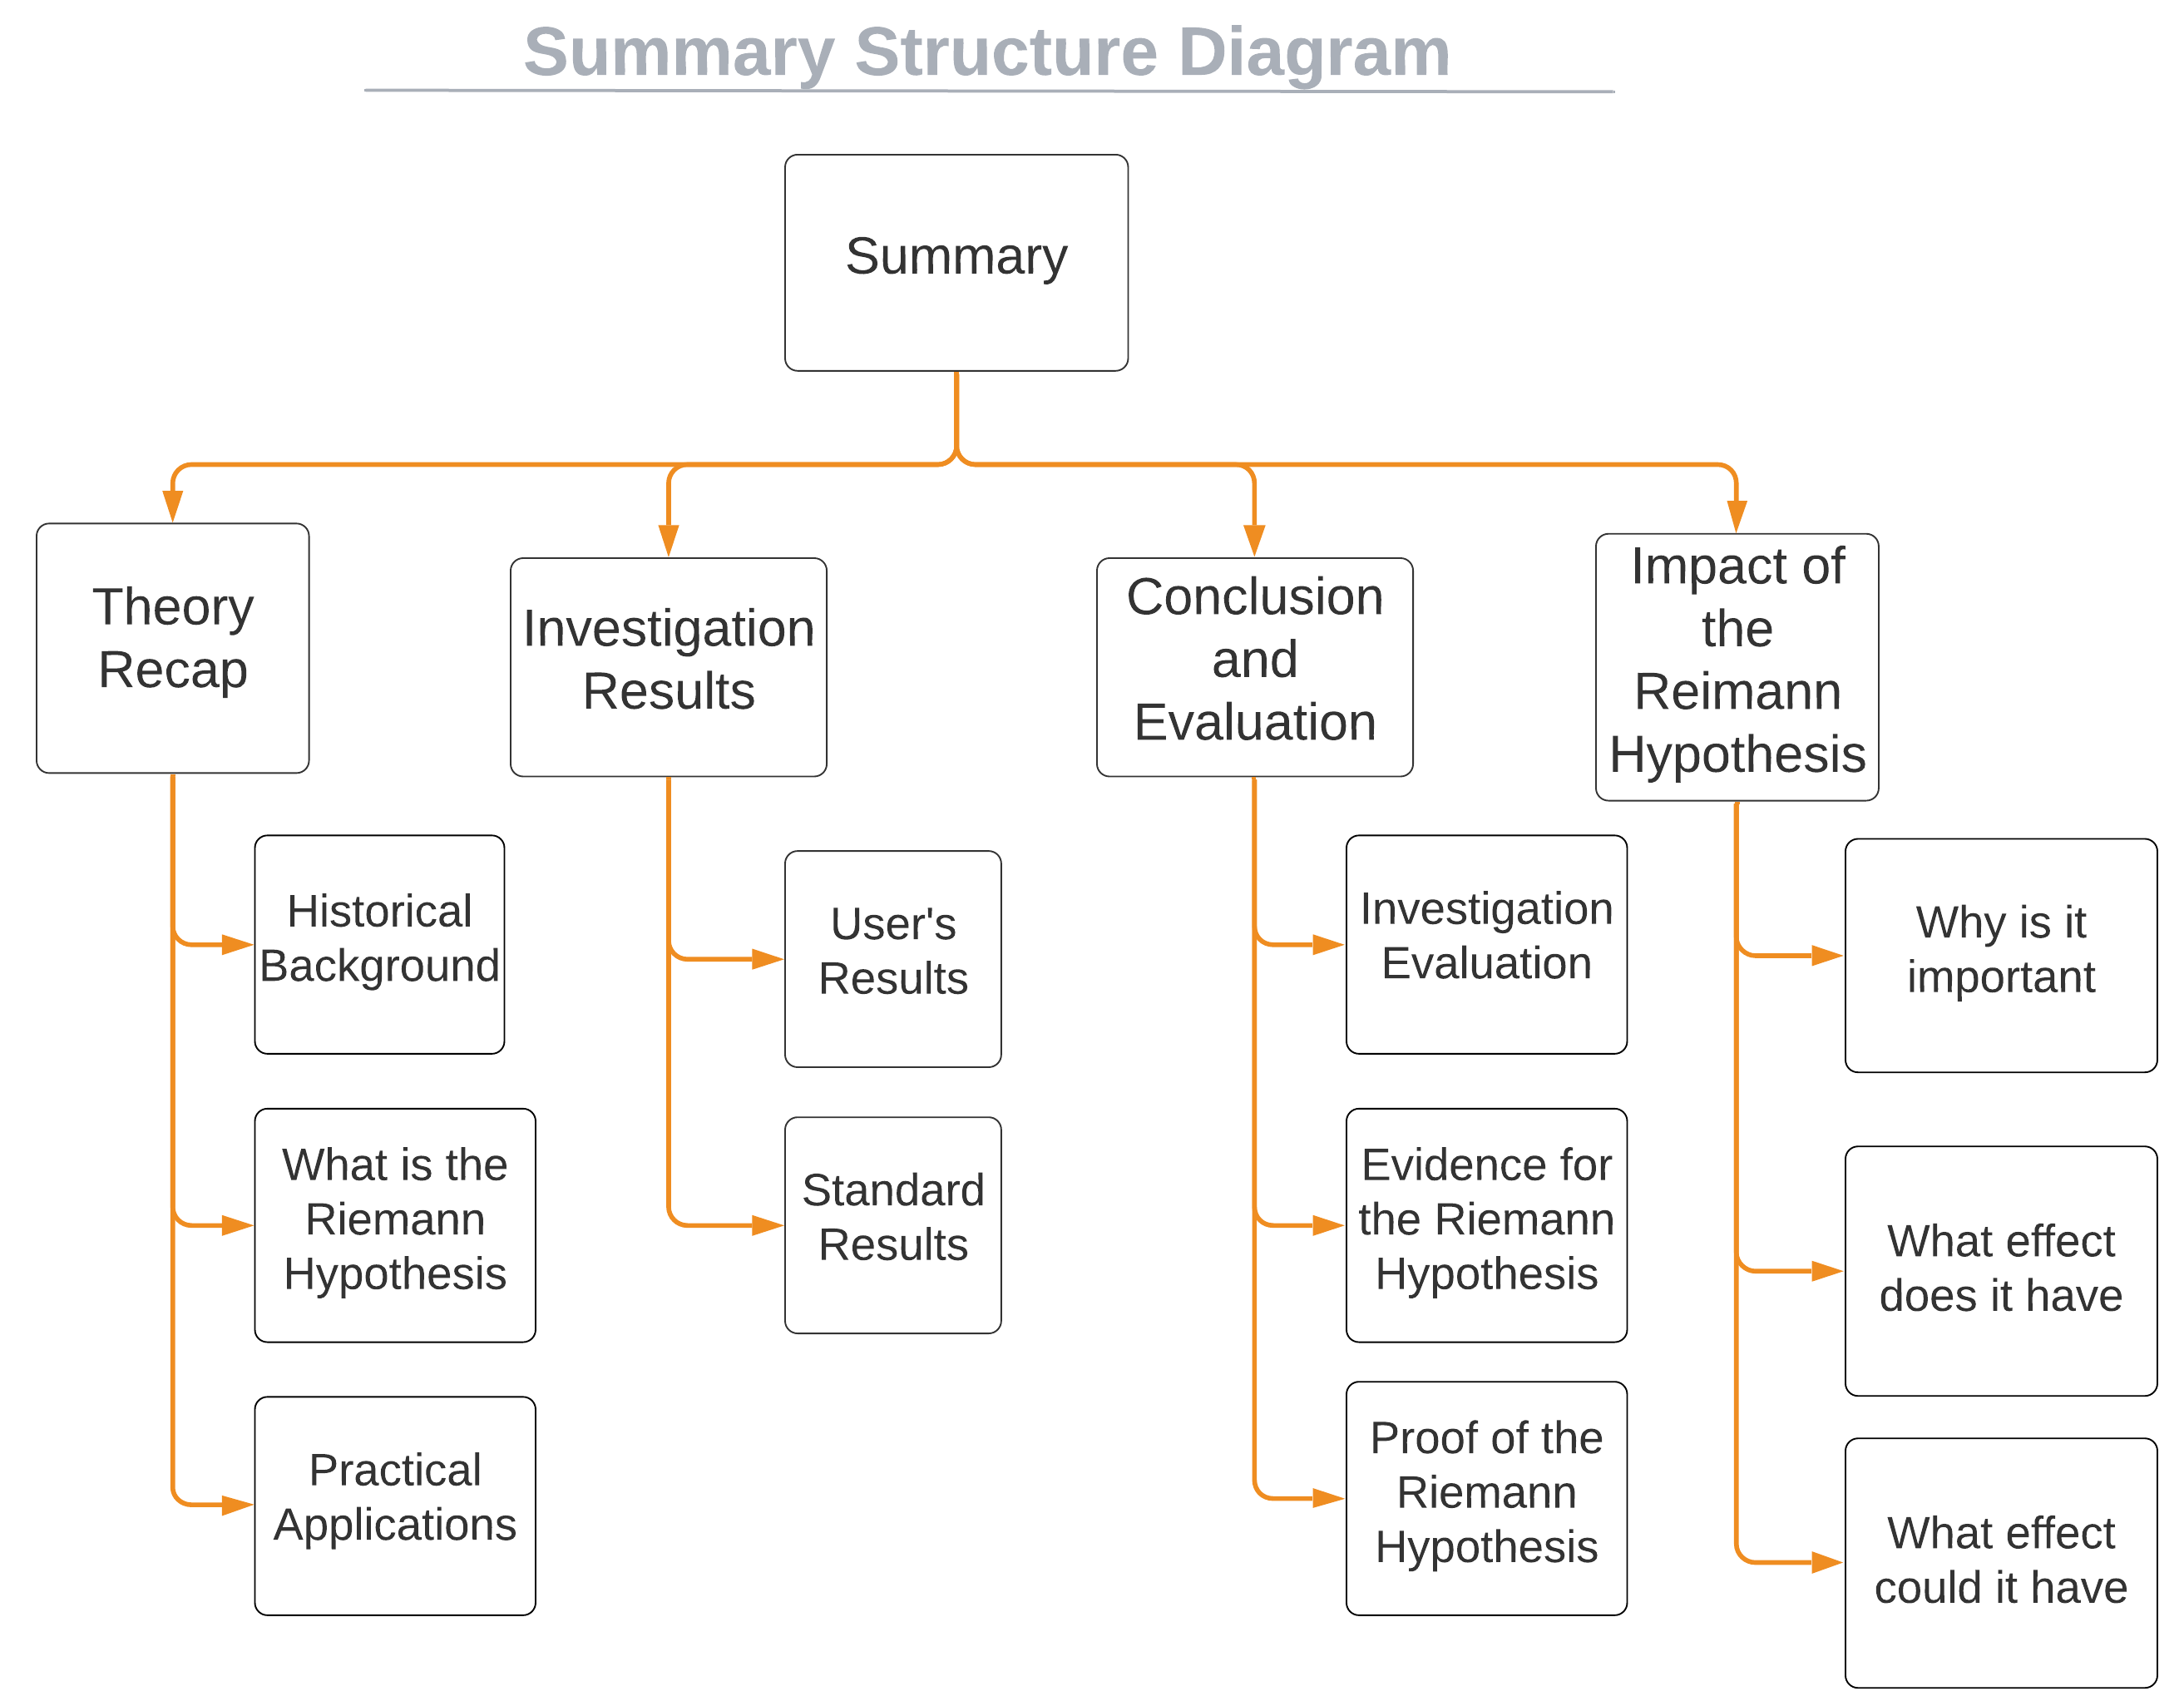 Summary Structure Diagram
Summary
Theory
Recap
Investigation
Results
Conclusion
and
Evaluation
Impact of
the
Reimann
Hypothesis
Historical
Background
What is the
Riemann
Hypothesis
Practical
Applications
User's
Results
Standard
Results
Investigation
Evaluation
Evidence for
the Riemann
Hypothesis
Proof of the
Riemann
Hypothesis
Why is it
important
What effect
does it have
What effect
could it have